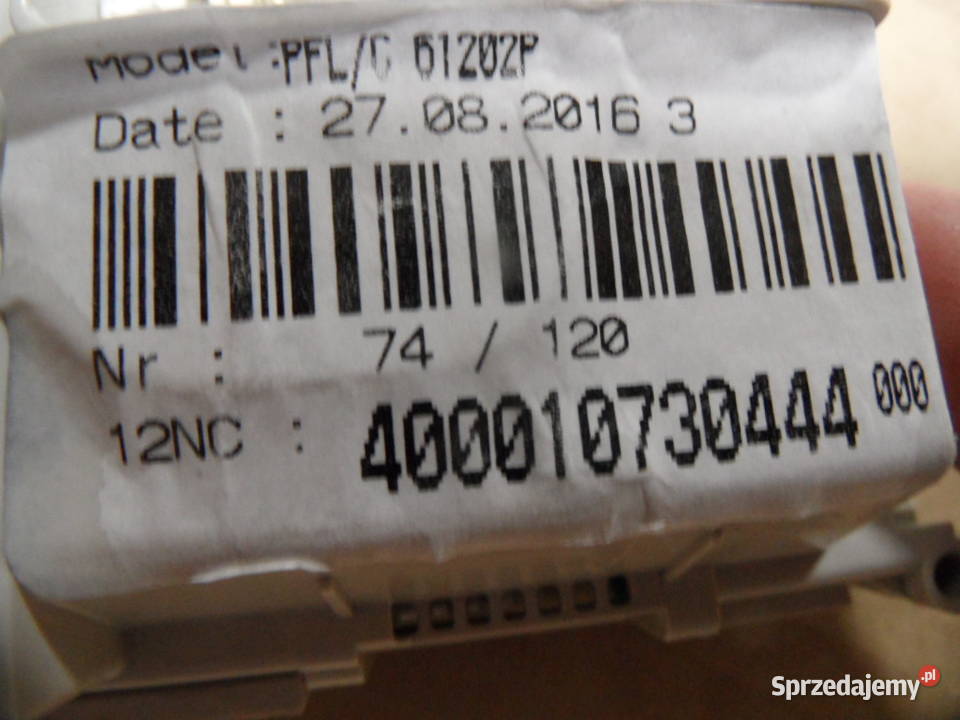 Model :PFL/C 61202P
Date : 27.08.2016 3
Nr : 74 / 120
12NC : 400010730444 000
Sprzedajemy.pl